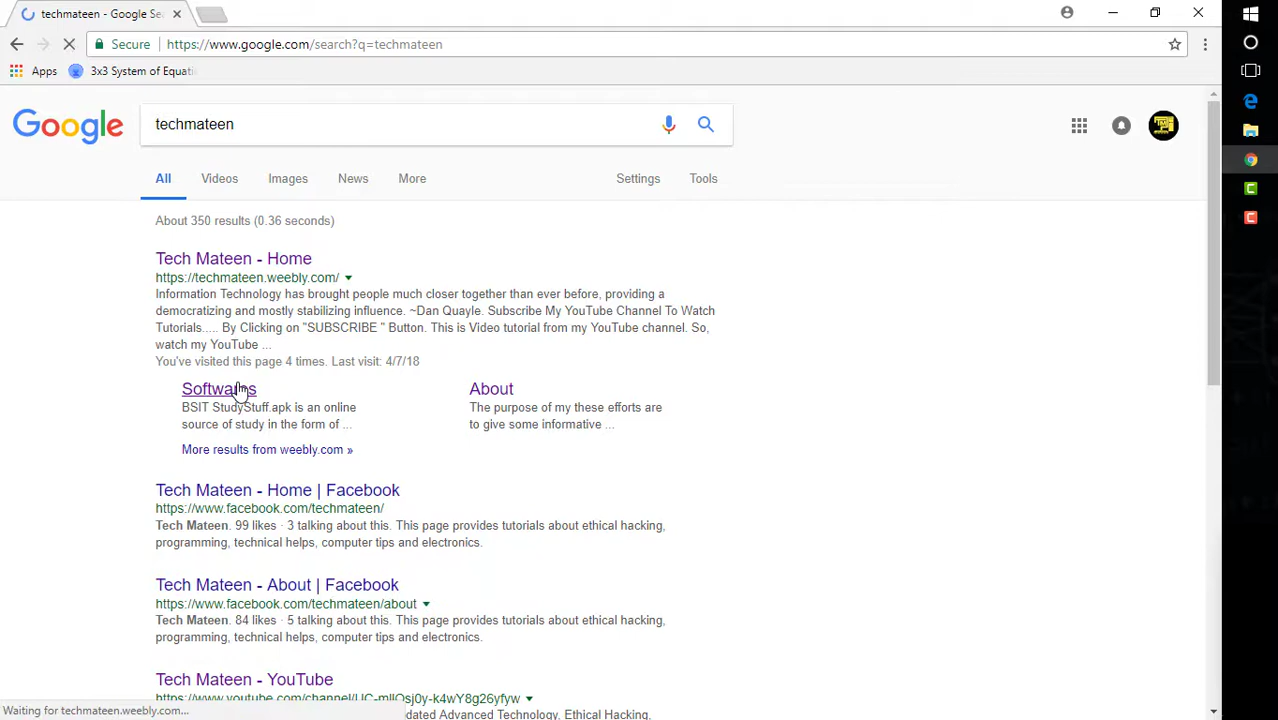 techmateen - Google Sea
Secure
https://www.google.com/search?q=techmateen
Apps
3x3 System of Equati
Google
techmateen
All
Videos
Images
News
More
Settings
Tools
About 350 results (0.36 seconds)
Tech Mateen - Home
https://techmateen.weebly.com/
Information Technology has brought people much closer together than ever before, providing a
democratizing and mostly stabilizing influence. ~Dan Quayle. Subscribe My YouTube Channel To Watch
Tutorials..... By Clicking on "SUBSCRIBE " Button. This is Video tutorial from my YouTube channel. So,
watch my YouTube ...
You've visited this page 4 times. Last visit: 4/7/18
Softwares
About
BSIT StudyStuff.apk is an online
source of study in the form of ...
The purpose of my these efforts are
to give some informative ...
More results from weebly.com »
Tech Mateen - Home | Facebook
https://www.facebook.com/techmateen/
Tech Mateen. 99 likes · 3 talking about this. This page provides tutorials about ethical hacking,
programming, technical helps, computer tips and electronics.
Tech Mateen - About | Facebook
https://www.facebook.com/techmateen/about
Tech Mateen. 84 likes · 5 talking about this. This page provides tutorials about ethical hacking,
programming, technical helps, computer tips and electronics.
Tech Mateen - YouTube
Waiting for techmateen.weebly.com...
dated Advanced Technology, Ethical Hacking,